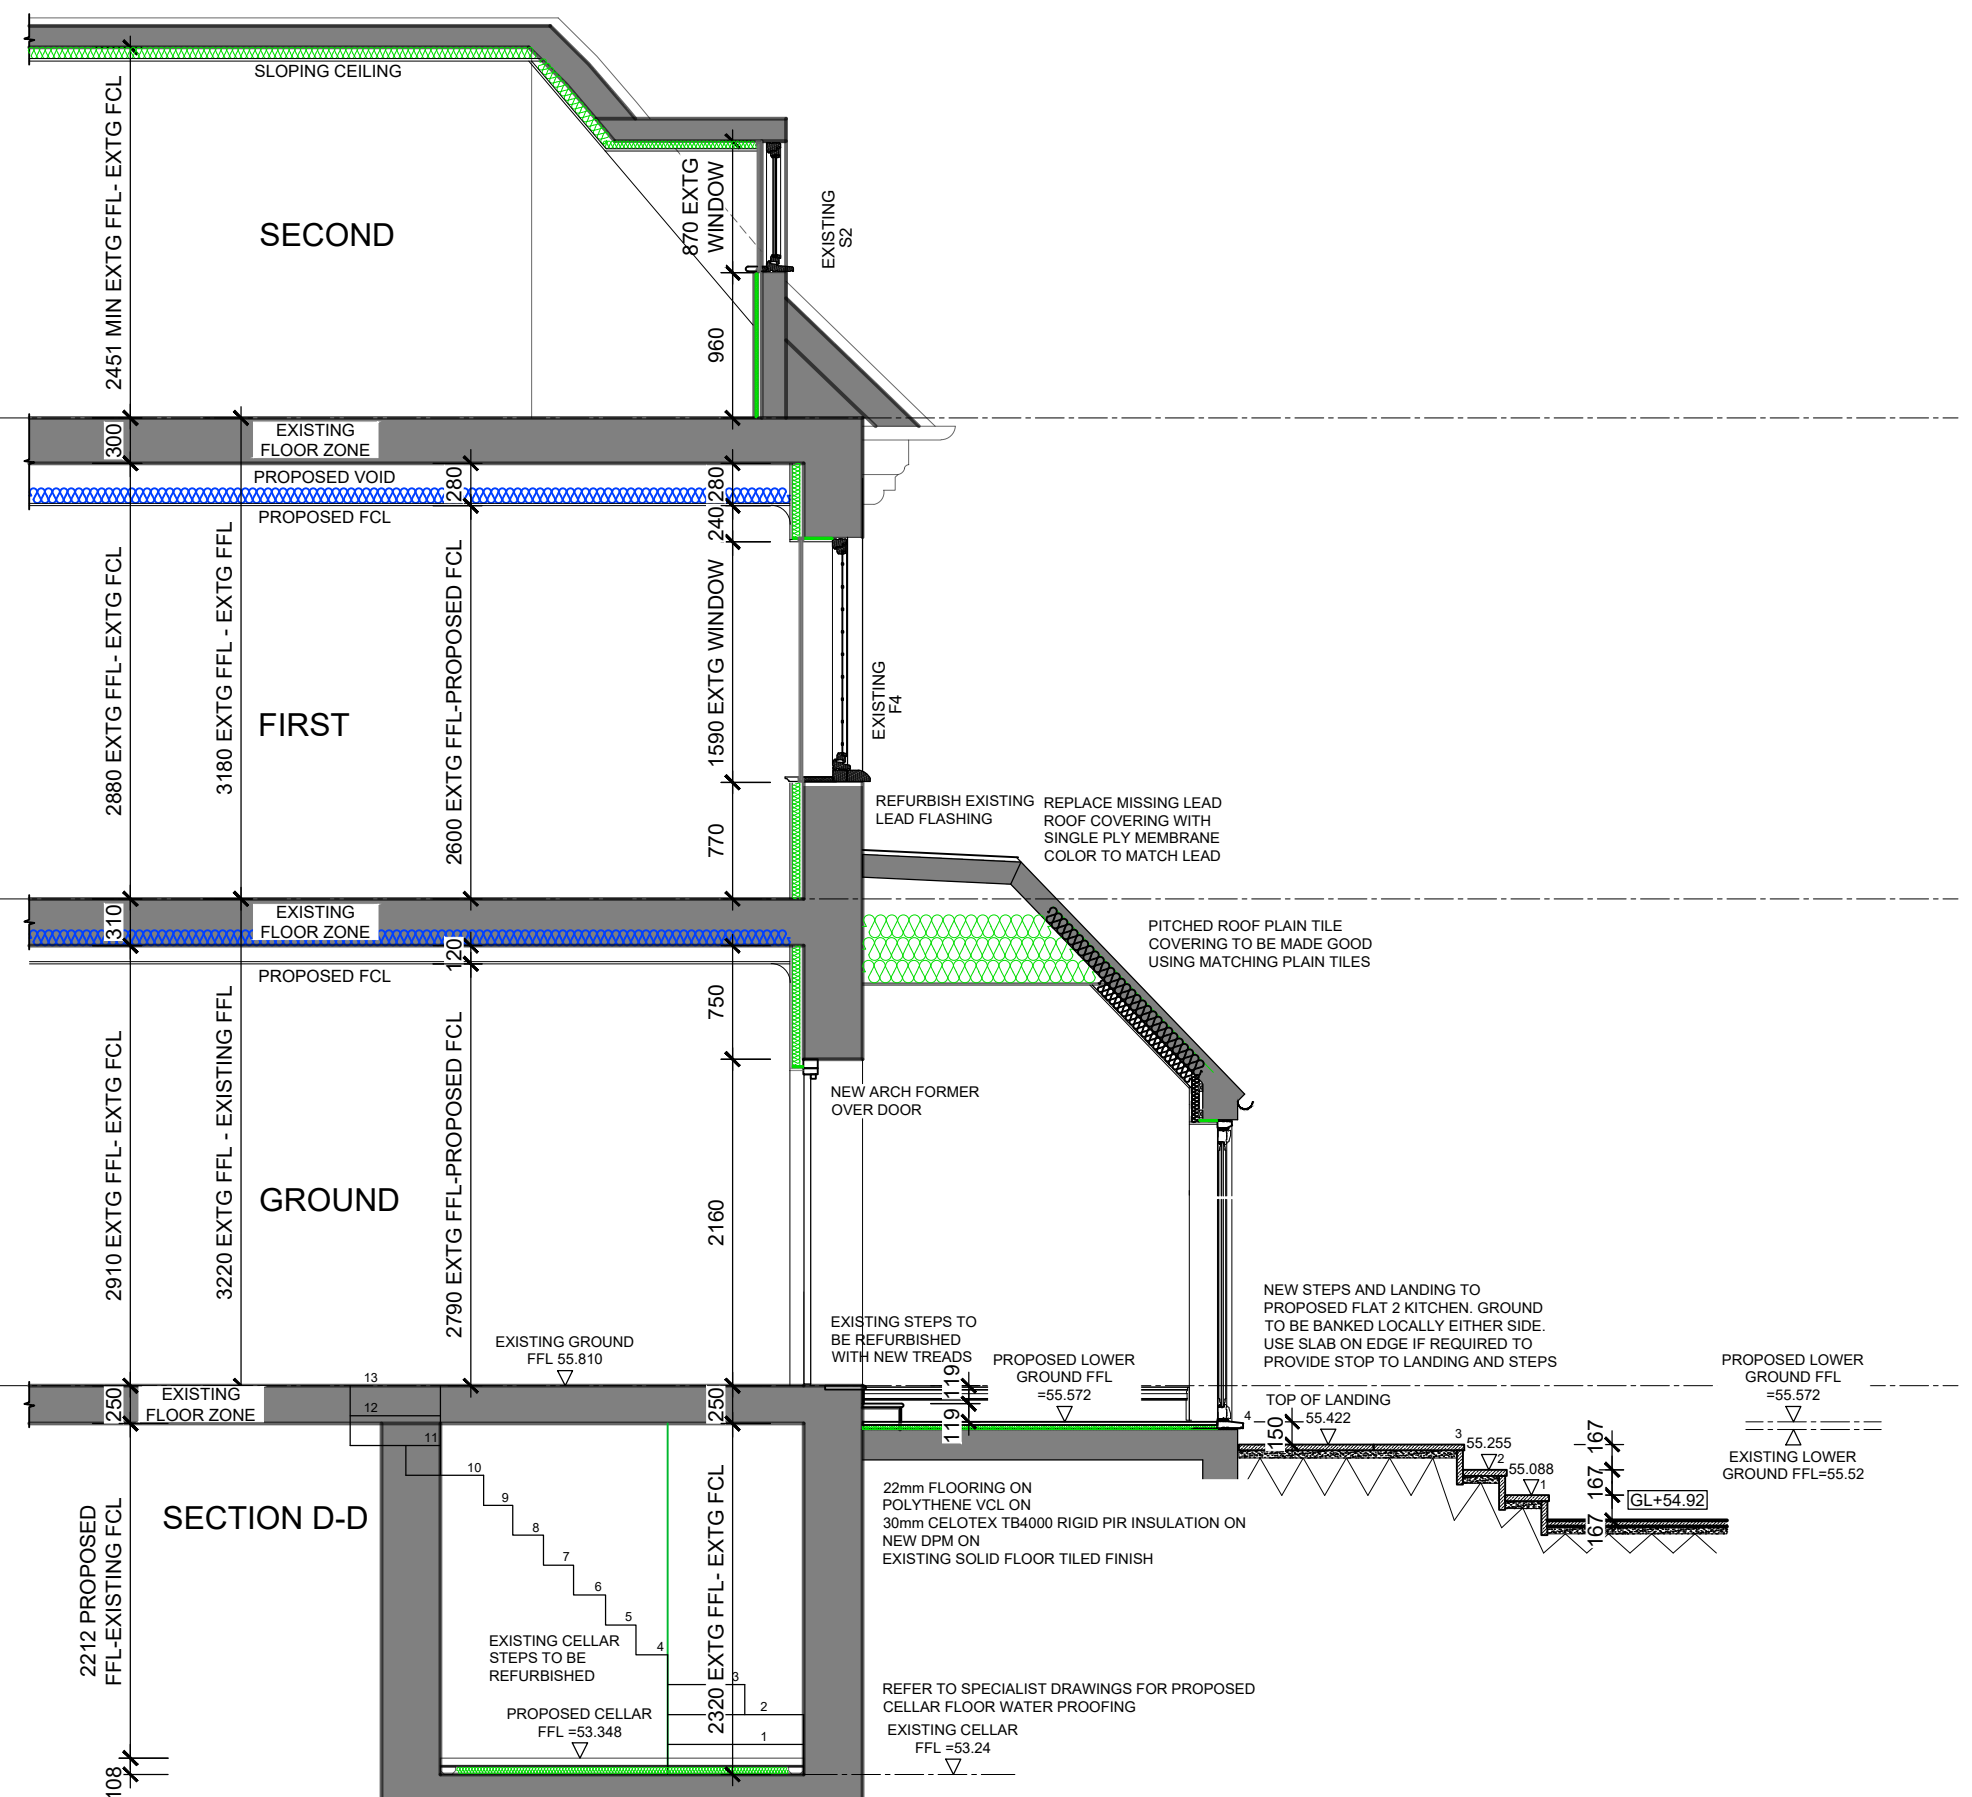 SLOPING CEILING
2451 MIN EXTG FFL- EXTG FCL
SECOND
870 EXTG
WINDOW
EXISTING
S2
960
300
EXISTING
FLOOR ZONE
PROPOSED VOID
280
280
PROPOSED FCL
240
2880 EXTG FFL- EXTG FCL
3180 EXTG FFL - EXTG FFL
FIRST
2600 EXTG FFL-PROPOSED FCL
1590 EXTG WINDOW
EXISTING
F4
770
REFURBISH EXISTING
LEAD FLASHING
REPLACE MISSING LEAD
ROOF COVERING WITH
SINGLE PLY MEMBRANE
COLOR TO MATCH LEAD
310
EXISTING
FLOOR ZONE
120
PROPOSED FCL
750
PITCHED ROOF PLAIN TILE
COVERING TO BE MADE GOOD
USING MATCHING PLAIN TILES
2910 EXTG FFL- EXTG FCL
3220 EXTG FFL - EXISTING FFL
GROUND
2790 EXTG FFL-PROPOSED FCL
2160
NEW ARCH FORMER
OVER DOOR
EXISTING GROUND
FFL 55.810
EXISTING STEPS TO
BE REFURBISHED
WITH NEW TREADS
119
119
PROPOSED LOWER
GROUND FFL
=55.572
NEW STEPS AND LANDING TO
PROPOSED FLAT 2 KITCHEN. GROUND
TO BE BANKED LOCALLY EITHER SIDE.
USE SLAB ON EDGE IF REQUIRED TO
PROVIDE STOP TO LANDING AND STEPS
TOP OF LANDING
55.422
4
150
3
55.255
2
55.088
1
167
167
167
GL+54.92
PROPOSED LOWER
GROUND FFL
=55.572
EXISTING LOWER
GROUND FFL=55.52
250
EXISTING
FLOOR ZONE
250
13
12
11
10
9
8
7
6
5
4
3
2
1
SECTION D-D
2212 PROPOSED
FFL-EXISTING FCL
108
2320 EXTG FFL- EXTG FCL
EXISTING CELLAR
STEPS TO BE
REFURBISHED
PROPOSED CELLAR
FFL =53.348
22mm FLOORING ON
POLYTHENE VCL ON
30mm CELOTEX TB4000 RIGID PIR INSULATION ON
NEW DPM ON
EXISTING SOLID FLOOR TILED FINISH
REFER TO SPECIALIST DRAWINGS FOR PROPOSED
CELLAR FLOOR WATER PROOFING
EXISTING CELLAR
FFL =53.24